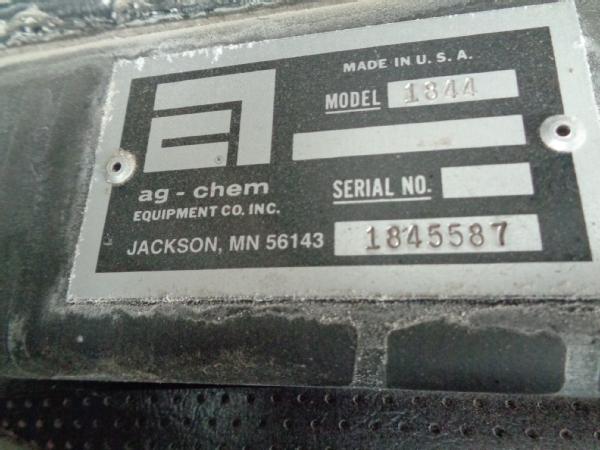 MADE IN U. S. A.
MODEL 1844
ag - chem
EQUIPMENT CO. INC.
JACKSON, MN 56143
SERIAL NO.
1845587